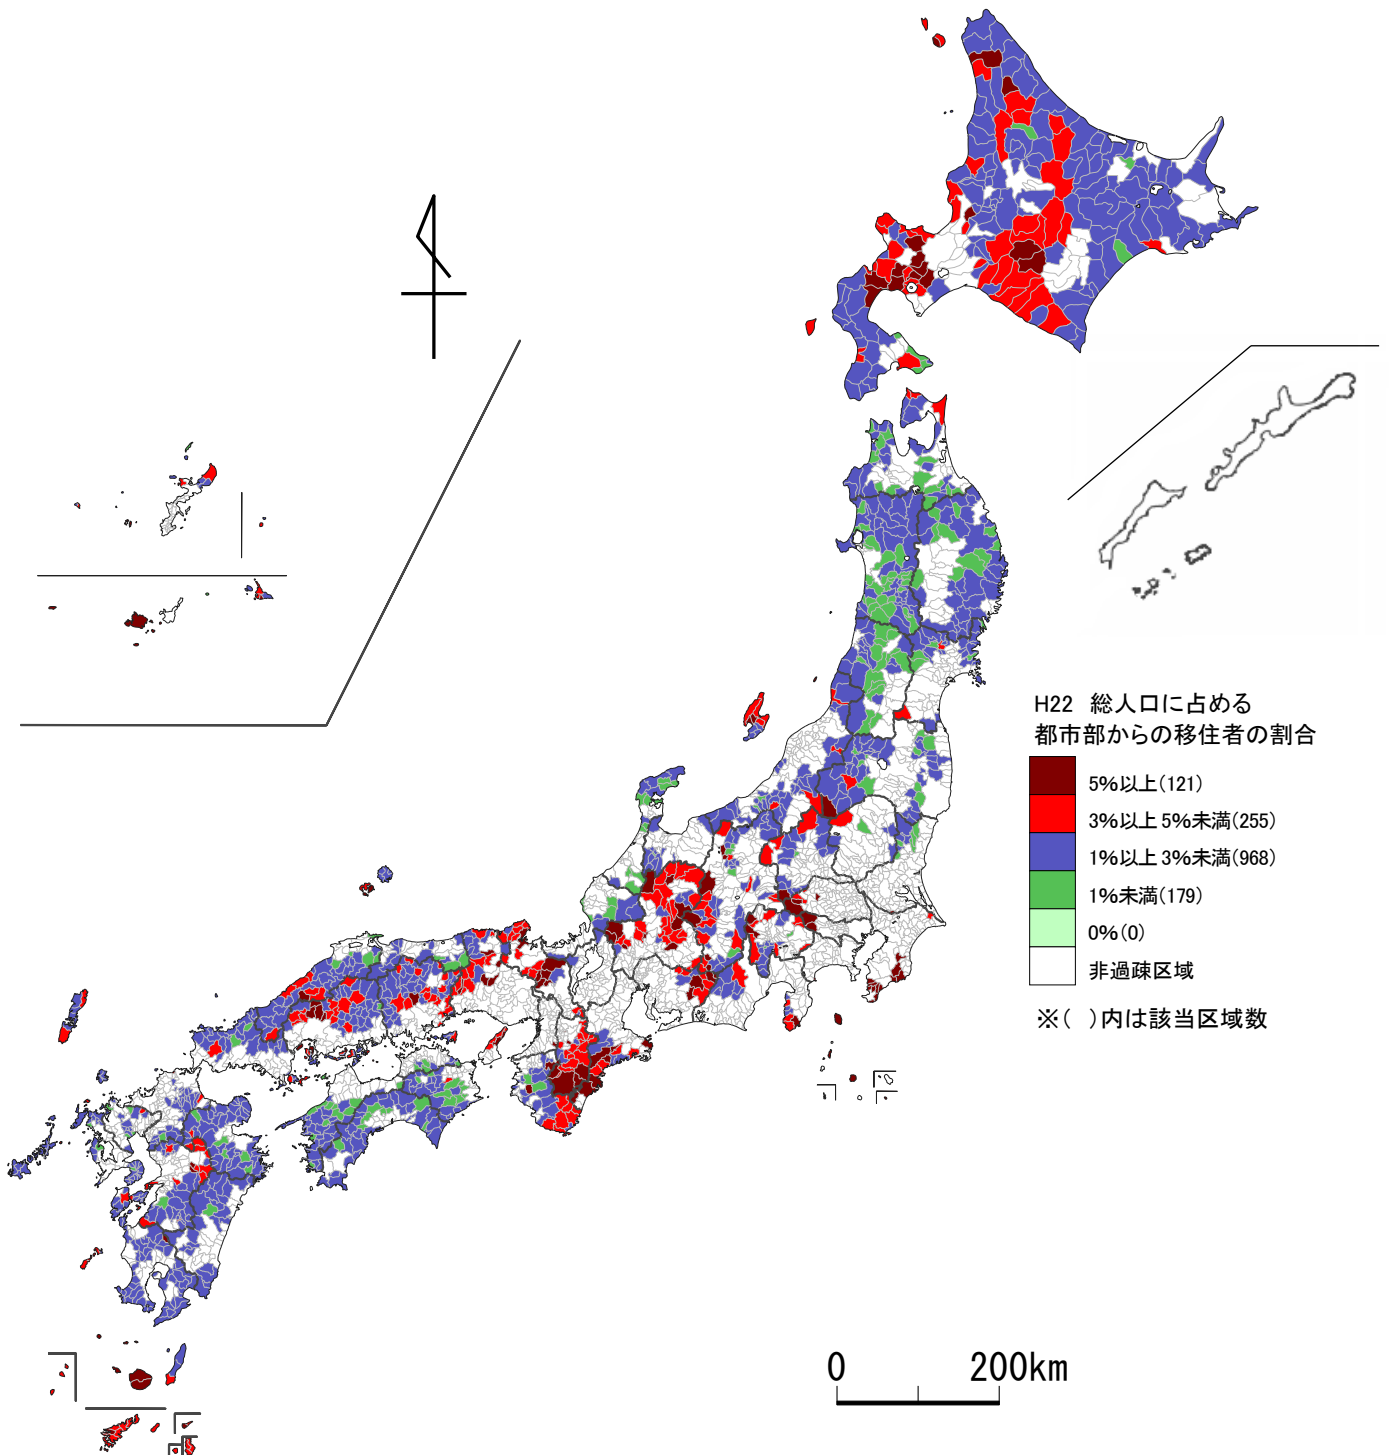 H22 総人口に占める
都市部からの移住者の割合
5%以上(121)
3%以上 5%未満(255)
1%以上 3%未満(968)
1%未満(179)
0%(0)
非過疎区域
※( )内は該当区域数
0 200km